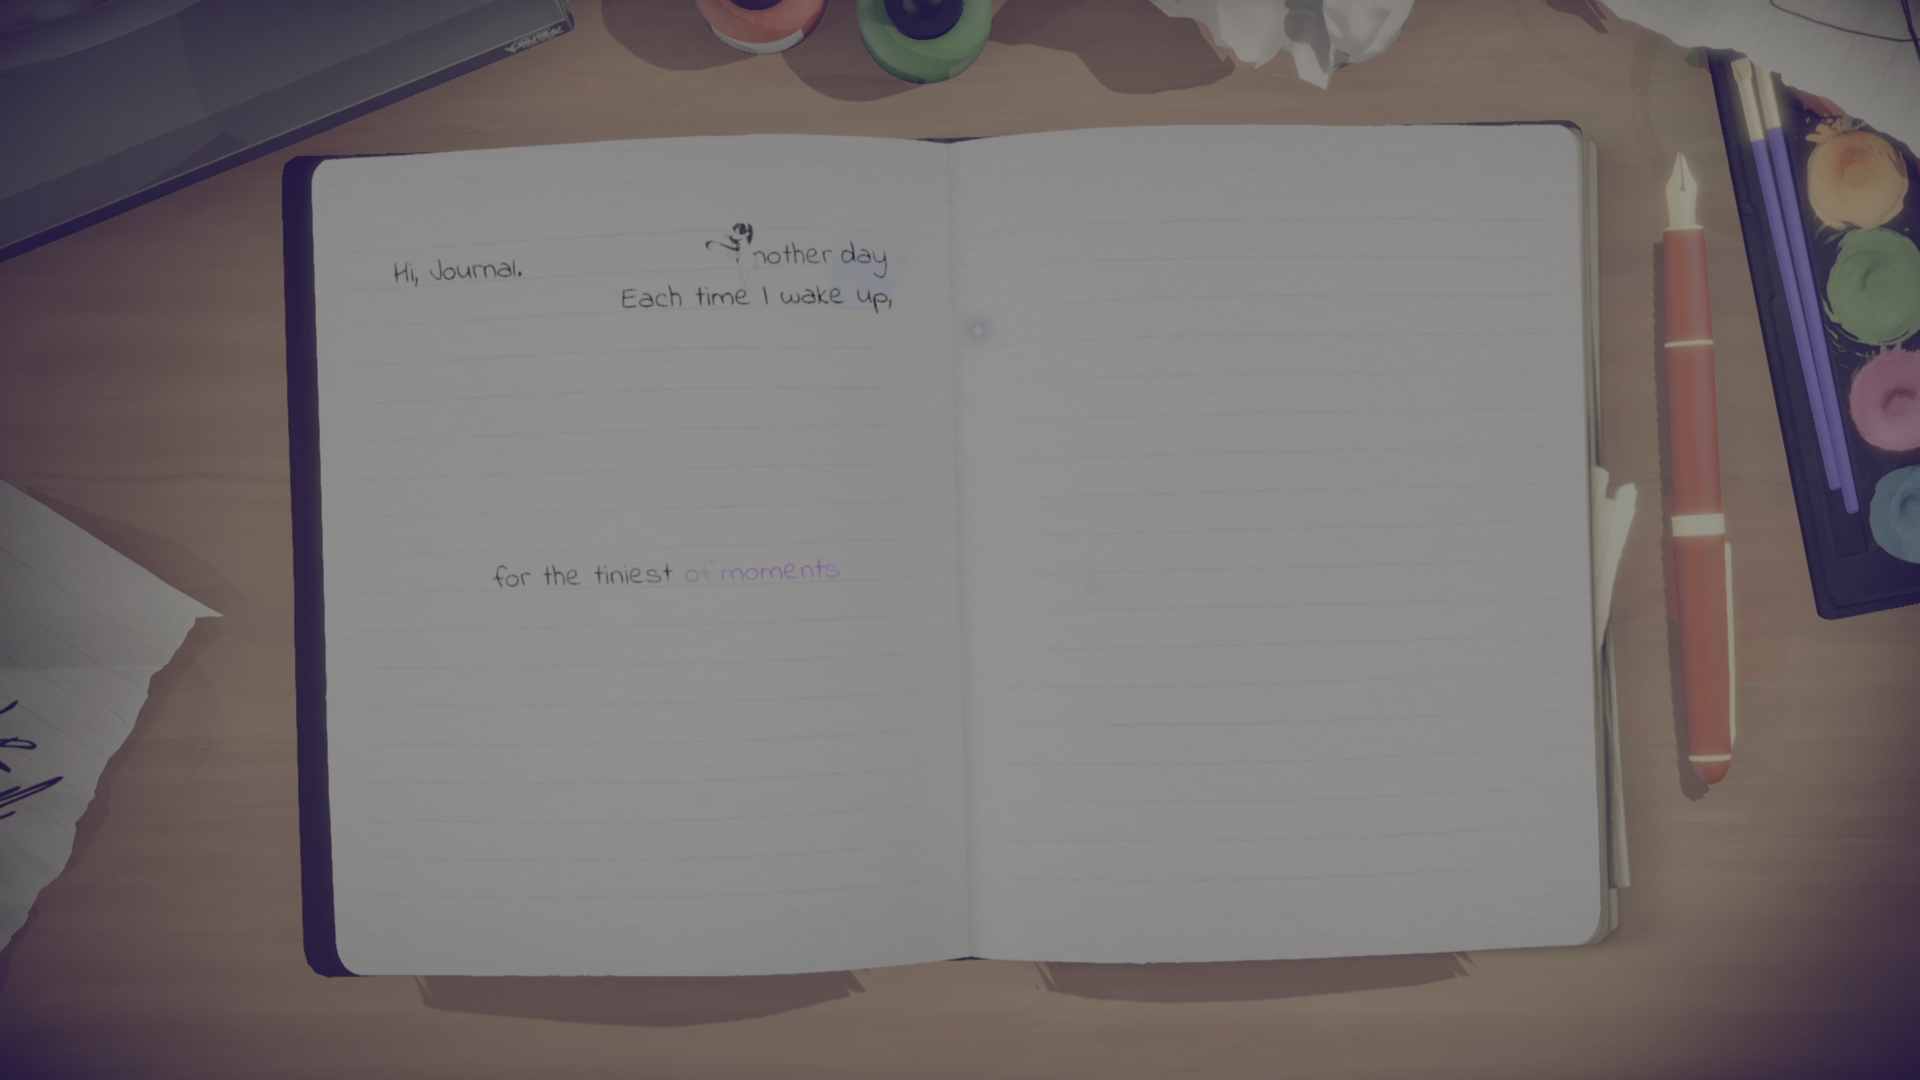 Hi, Journal.
nother day
Each time I wake up,
for the tiniest of moments